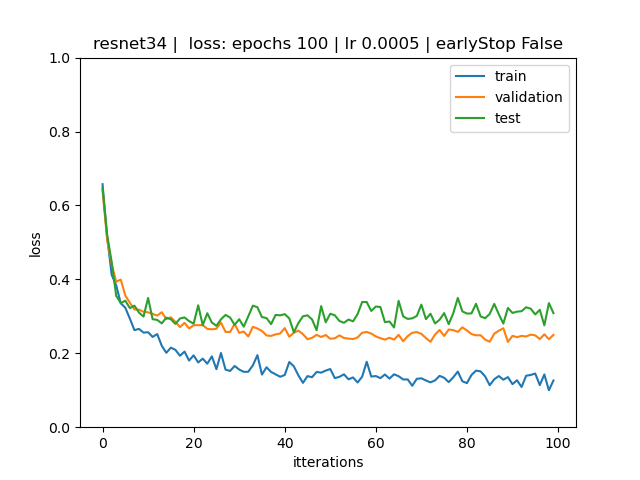 resnet34 |  loss: epochs 100 | lr 0.0005 | earlyStop False
train
validation
test
loss
1.0
0.8
0.6
0.4
0.2
0.0
0 20 40 60 80 100
itterations